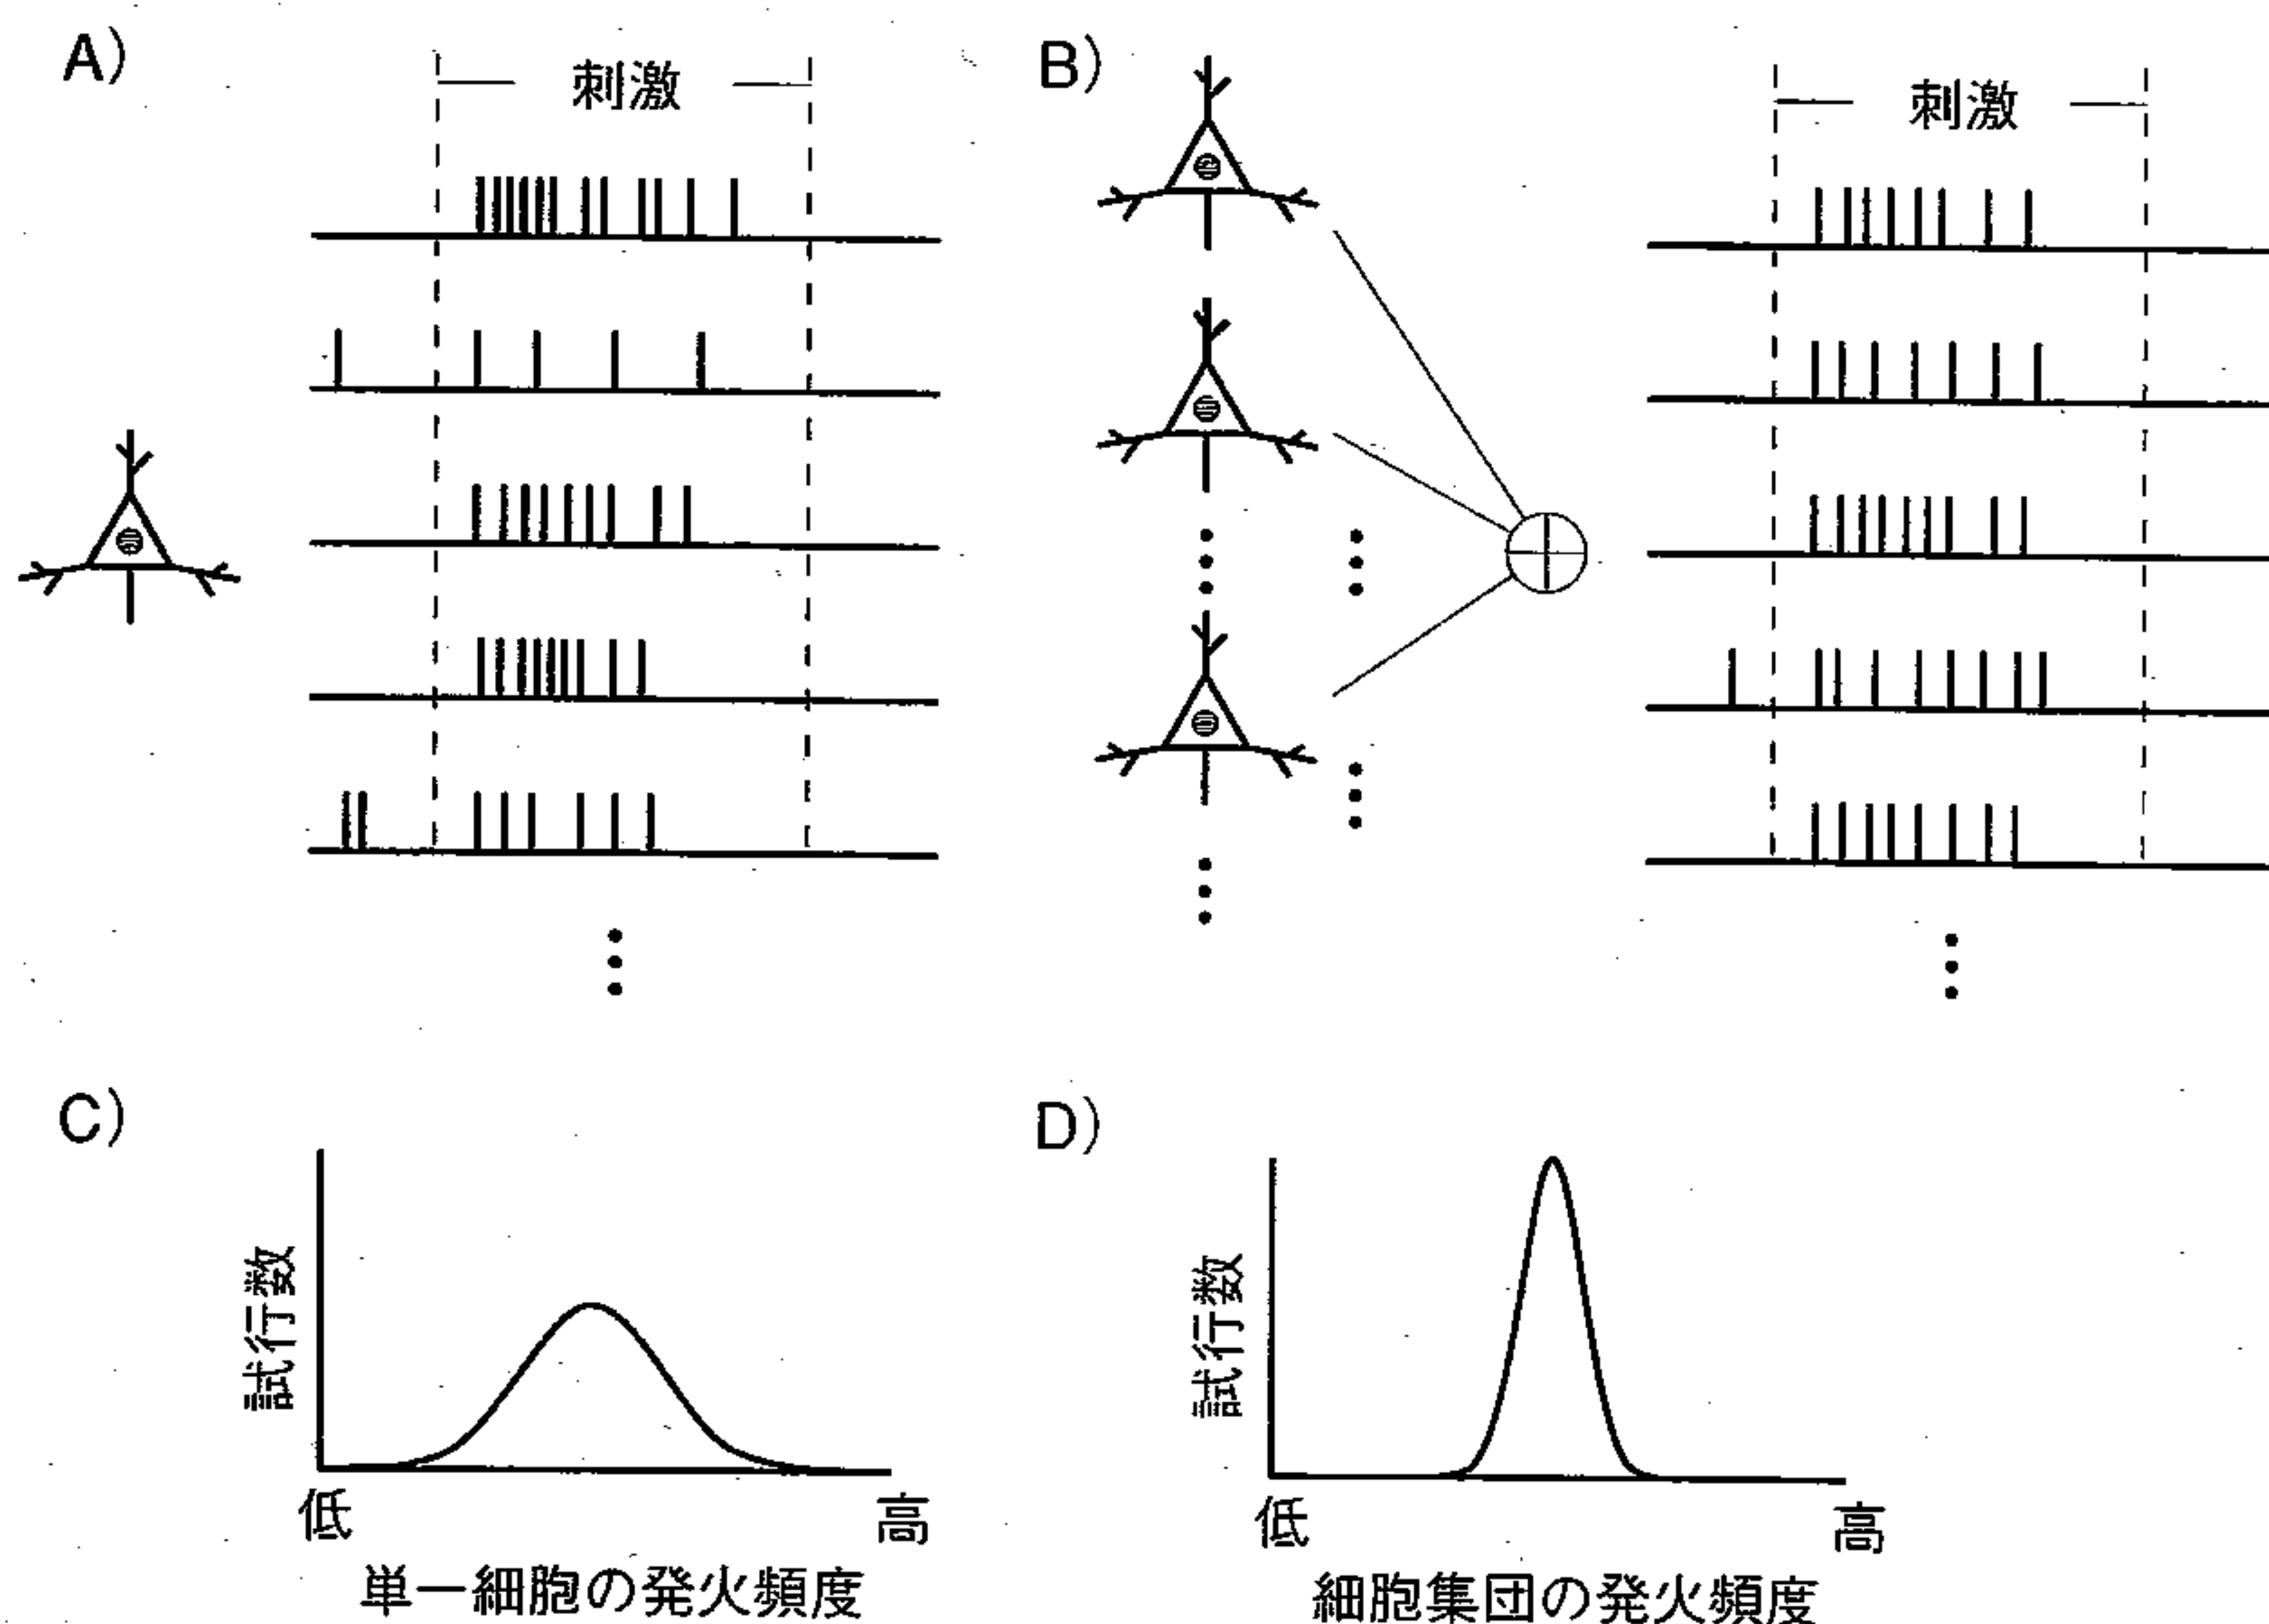 A)
刺激
B)
刺激
C)
試行数
低
高
単一細胞の発火頻度
D)
試行数
低
高
細胞集団の発火頻度